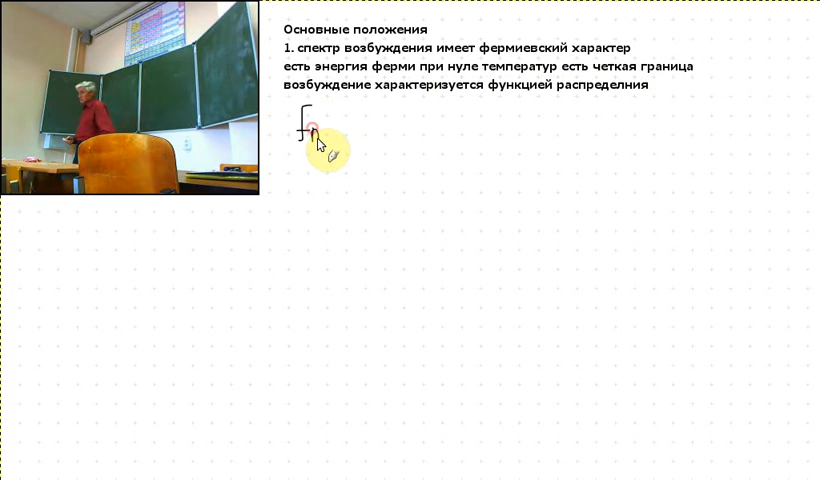 Основные положения
1. спектр возбуждения имеет фермиевский характер
есть энергия ферми при нуле температур есть четкая граница
возбуждение характеризуется функцией распределния
f